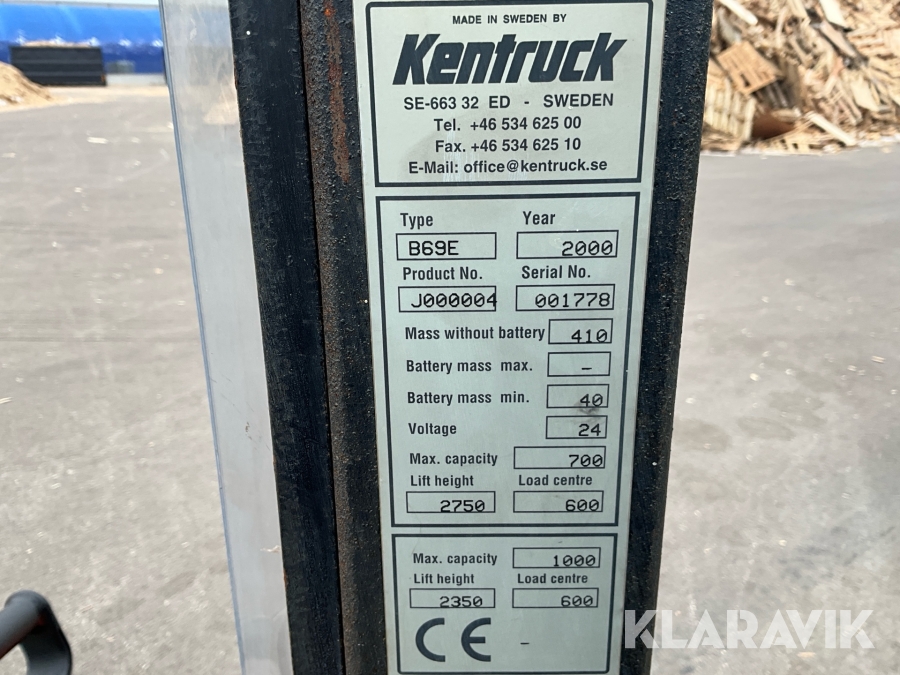 MADE IN SWEDEN BY
Kentruck
SE-663 32 ED - SWEDEN
Tel. +46 534 625 00
Fax. +46 534 625 10
E-Mail: office@kentruck.se
Type Year
B69E 2000
Product No. Serial No.
J000004 001778
Mass without battery 410
Battery mass max. -
Battery mass min. 40
Voltage 24
Max. capacity 700
Lift height Load centre
2750 600
Max. capacity 1000
Lift height Load centre
2350 600
CE -
KLARAVIK